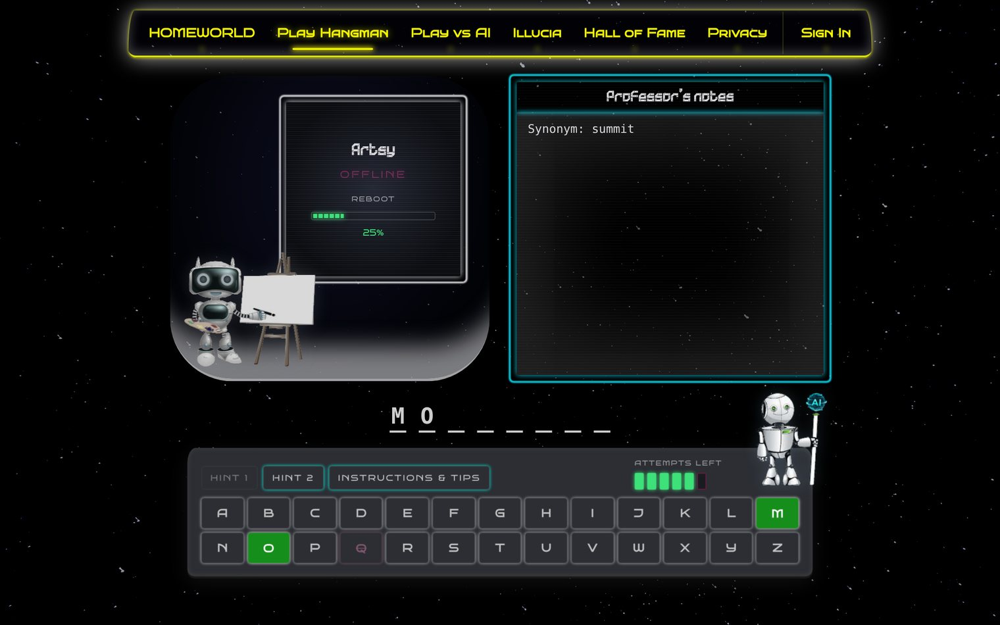 HOMEWORLD Play Hangman Play vs AI Illucia Hall of Fame Privacy Sign In
Artsy
OFFLINE
REBOOT
25%
Professor's notes
Synonym: summit
M O _ _ _ _ _ _
AI
HINT 1 HINT 2 INSTRUCTIONS & TIPS
ATTEMPTS LEFT
A B C D E F G H I J K L M
N O P Q R S T U V W X Y Z